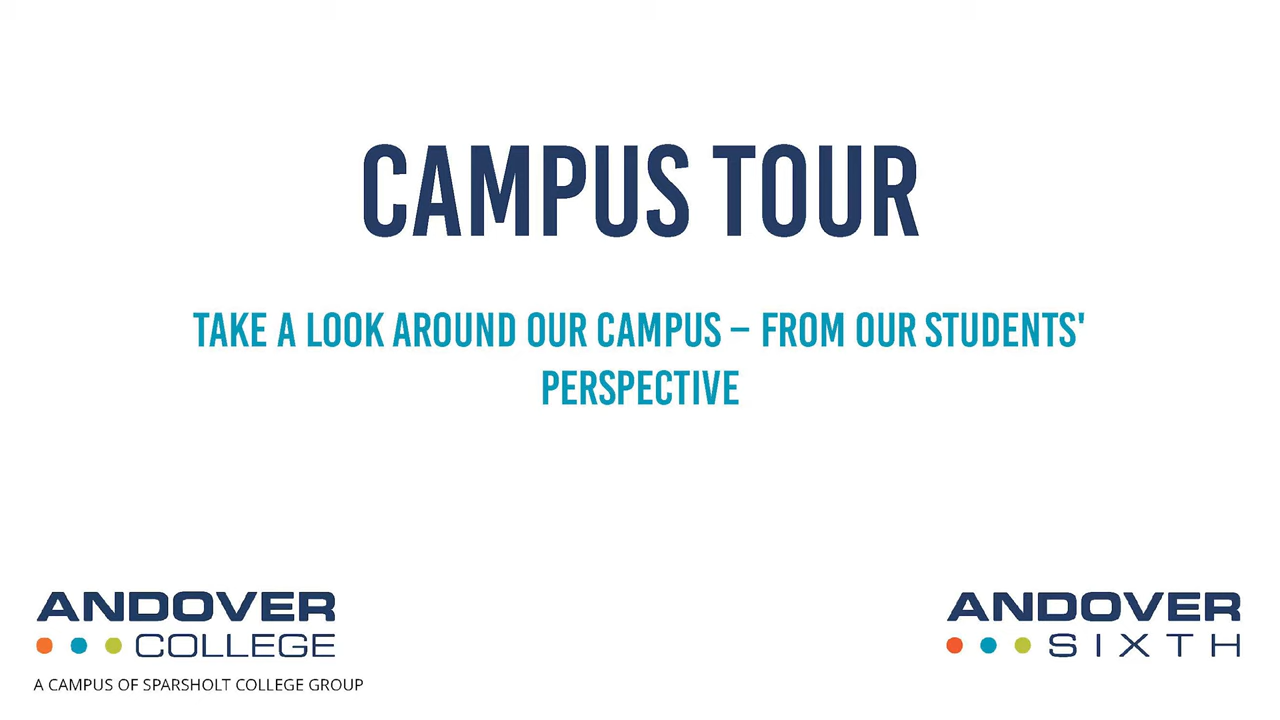 CAMPUS TOUR
TAKE A LOOK AROUND OUR CAMPUS – FROM OUR STUDENTS'
PERSPECTIVE
ANDOVER
COLLEGE
A CAMPUS OF SPARSHOLT COLLEGE GROUP
ANDOVER
SIXTH